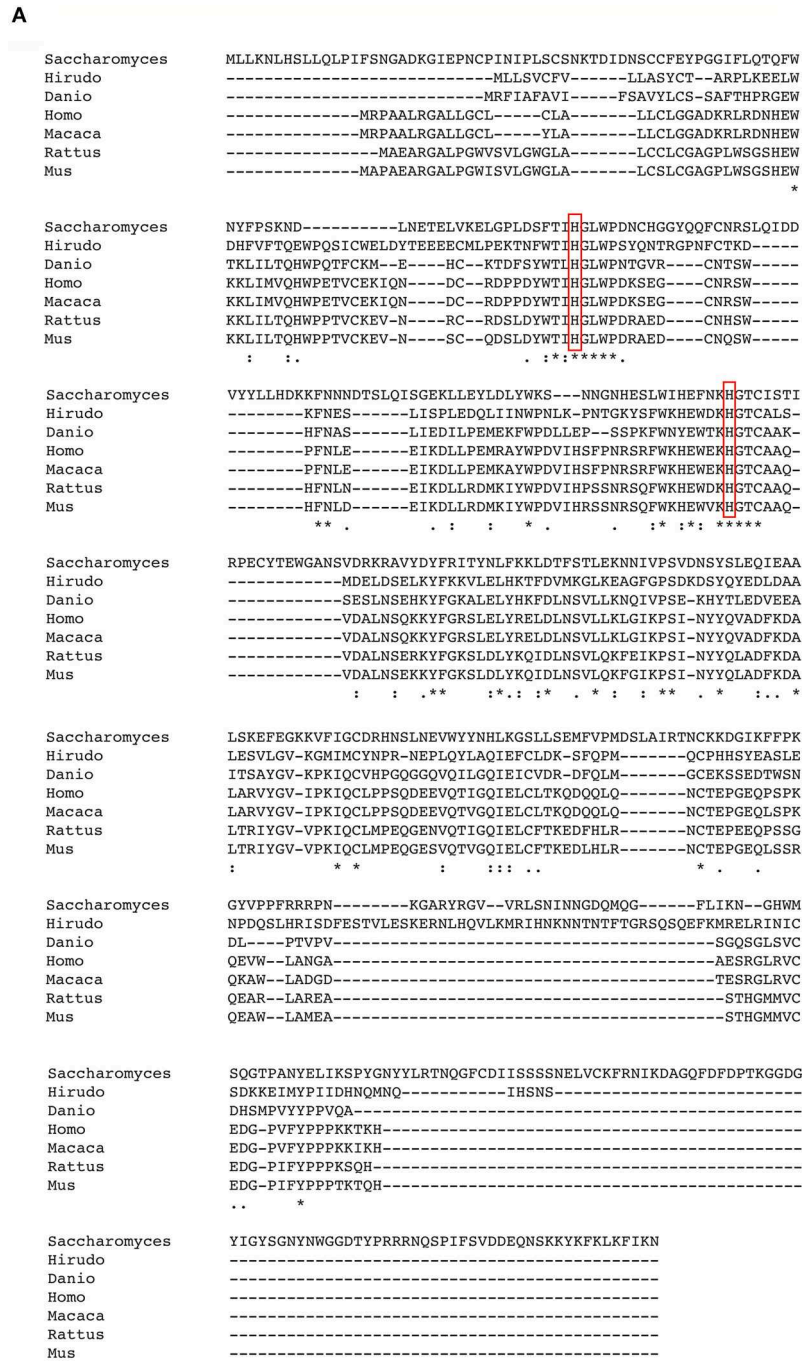 A
Saccharomyces MLLKNLHSLLQLPIFSNGADKGIEPNCPINIPLSCSNKTDIDNSCCFEYPGGIFLQTQFW
Hirudo ----------------------------MLLSVCFV------LLASYCT--ARPLKEELW
Danio ---------------------------MRFIAFAVI-----FSAVYLCS-SAFTHPRGEW
Homo --------------MRPAALRGALLGCL-----CLA-------LLCLGGADKRLRDNHEW
Macaca --------------MRPAALRGALLGCL-----YLA-------LLCLGGADKRLRDNHEW
Rattus ----------------MAEARGALPGWVSVLGWGLA-------LCCLCGAGPLWSGSHEW
Mus --------------MAPAEARGALPGWISVLGWGLA-------LCSLCGAGPLWSGSHEW
*
Saccharomyces NYFPSKND----------LNETELVKELGPLDSFTIHGLWPDNCHGGYQQFCNRSLQIDD
Hirudo DHFVFTQEWPQSICWELDYTEEEECMLPEKTNFWTIHGLWPSYQNTRGPNFCTKD-----
Danio TKLILTQHWPQTFCKM--E----HC--KTDFSYWTLHGLWPNTGVR----CNTSW-----
Homo KKLIMVQHWPETVCEKIQN----DC--RDPPDYWTIHGLWPDKSEG----CNRSW-----
Macaca KKLIMVQHWPETVCEKIQN----DC--RDPPDYWTIHGLWPDKSEG----CNRSW-----
Rattus KKLILTQHWPPTVCKEV-N----RC--RDSLDYWTIHGLWPDRAED----CNHSW-----
Mus KKLILTQHWPPTVCKEV-N----SC--QDSLDYWTIHGLWPDRAED----CNQSW-----
: :. . :*:*****.
Saccharomyces VYYLLHDKKFNNNDTSLQISGEKLLEYLDLYWKS---NNGNHESLWIHEFNKHGTCISTI
Hirudo --------KFNES------LISPLEDQLIINWPNLK-PNTGKYSFWKHEWDKHGTCALS-
Danio --------HFNAS------LIEDILPEMEKFWPDLLEP--SSPKFWNYEWTKHGTCAAK-
Homo --------PFNLE------EIKDLLPEMRAYWPDVIHSFPNRSRFWKHEWEKHGTCAAQ-
Macaca --------PFNLE------EIKDLLPEMKAYWPDVIHSFPNRSRFWKHEWEKHGTCAAQ-
Rattus --------HFNLD------EIKDLLRDMKIYWPDVIHPSSNRSQFWKHEWDKHGTCAAQ-
Mus --------HFNLN------EIKDLLRDMKIYWPDVIHPSSNRSQFWKHEWVKHGTCAAQ-
** . . : : * . :* :*: *****
Saccharomyces RPECYTEWGANSVDRKRAVYDYFRITYNLFKKLDTFSTLEKNNIVPSVDNSYSLEQIEAA
Hirudo ------------MDELDSELKYFKKVLELHKTFDVMKGLKEAGFGPSDKDSYQYEDLDAA
Danio ------------SESLNSEHKYFGKALELYHKFDLNSVLLKNQIVPSE-KHYTLEDVEEA
Homo ------------VDALNSQKKYFGRSLELYRELDLNSVLLKLGIKPSI-NYYQVADFKDA
Macaca ------------VDALNSQKKYFGRSLELYRELDLNSVLLKLGIKPSI-NYYQVADFKDA
Rattus ------------VDALNSERKYFGKSLDLYKQIDLNSVLQKFEIKPSI-NYYQLADFKDA
Mus ------------VDALNSEKKYFGKSLDLYKQIDLNSVLQKFGIKPSI-NYYQLADFKDA
: : .** :*.: :* . * : ** . * :.. *
Saccharomyces LSKEFEGKKVFIGCDRHNSLNEVWYYNHLKGSLLSEMFVPMDSLAIRTNCKKDGIKFFPK
Hirudo LESVLGV-KGMIMCYNPR-NEPLQYLAQIEFCLDK-SFQPM-------QCPHHSYEASLE
Danio ITSAYGV-KPKIQCVHPGQGGQVQILGQIEICVDR-DFQLM-------GCEKSSEDTWSN
Homo LARVYGV-IPKIQCLPPSQDEEVQTIGQIELCLTKQDQQLQ-------NCTEPGEQPSPK
Macaca LARVYGV-IPKIQCLPPSQDEEVQTVGQIELCLTKQDQQLQ-------NCTEPGEQLSPK
Rattus LTRIYGV-VPKIQCLMPEQGENVQTIGQIELCFTKEDFHLR-------NCTEPEEQPSSG
Mus LTRIYGV-VPKIQCLMPEQGESVQTVGQIELCFTKEDLHLR-------NCTEPGEQLSSR
: * * : ::: .. * . .
Saccharomyces GYVPPFRRRPN--------KGARYRGV--VRLSNINNGDQMQG------FLIKN--GHWM
Hirudo NPDQSLHRISDFESTVLESKERNLHQVLKMRIHNKNNTNTFTGRSQSQEFKMRELRINIC
Danio DL----PTVPV----------------------------------------SGQSGLSVC
Homo QEVW--LANGA----------------------------------------AESRGLRVC
Macaca QKAW--LADGD----------------------------------------TESRGLRVC
Rattus QEAR--LAREA-----------------------------------------STHGMMVC
Mus QEAW--LAMEA-----------------------------------------STHGMMVC
Saccharomyces SQGTPANYELIKSPYGNYYLRTNQGFCDIISSSSNELVCKFRNIKDAGQFDFDPTKGGDG
Hirudo SDKKEIMYPIIDHNQMNQ-----------IHSNS--------------------------
Danio DHSMPVYYPPVQA-----------------------------------------------
Homo EDG-PVFYPPPKKTKH--------------------------------------------
Macaca EDG-PVFYPPPKKIKH--------------------------------------------
Rattus EDG-PIFYPPPKSQH---------------------------------------------
Mus EDG-PIFYPPPTKTQH--------------------------------------------
.. *
Saccharomyces YIGYSGNYNWGGDTYPRRRNQSPIFSVDDEQNSKKYKFKLKFIKN
Hirudo ---------------------------------------------
Danio ---------------------------------------------
Homo ---------------------------------------------
Macaca ---------------------------------------------
Rattus ---------------------------------------------
Mus ---------------------------------------------